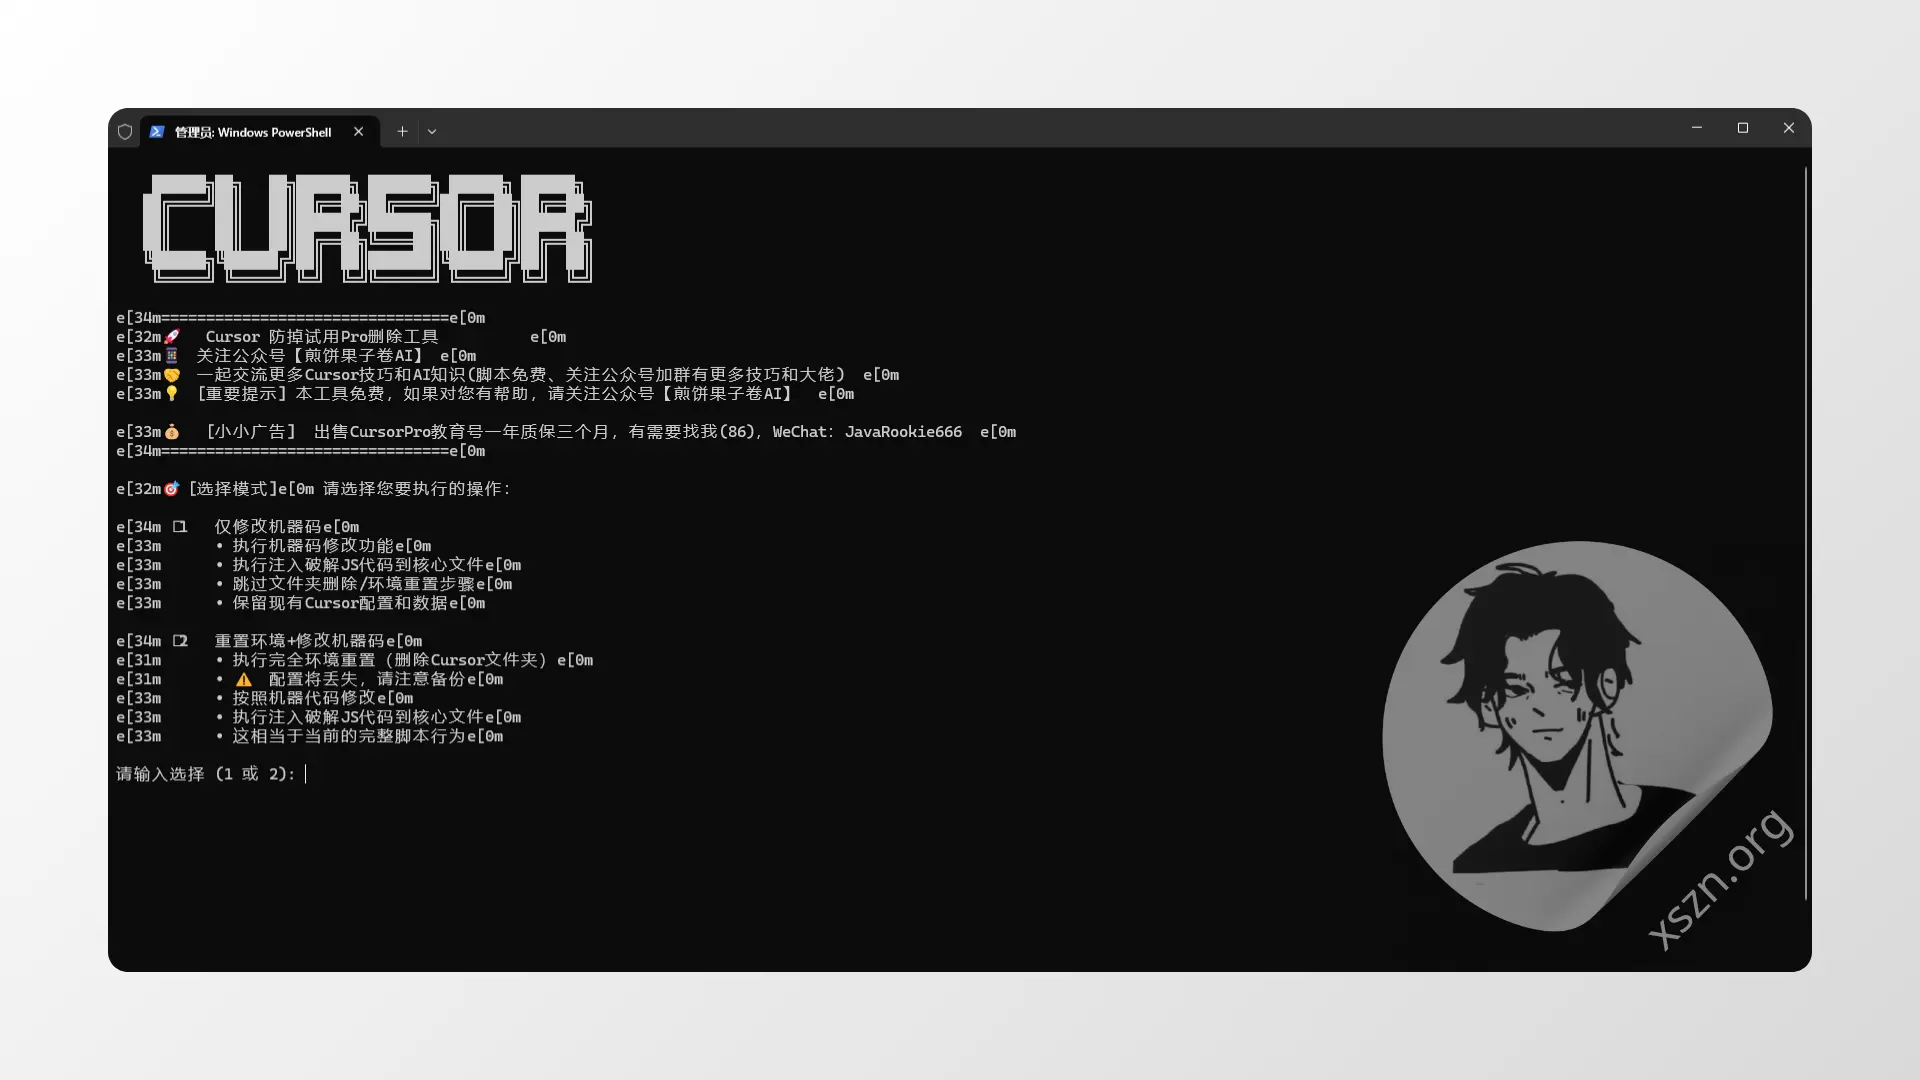 管理员: Windows PowerShell
CURSOR
e[34m================================e[0m
e[32m🚀   Cursor 防掉试用Pro删除工具          e[0m
e[33m📱  关注公众号【煎饼果子卷AI】 e[0m
e[33m🤝  一起交流更多Cursor技巧和AI知识(脚本免费、关注公众号加群有更多技巧和大佬)  e[0m
e[33m💡  [重要提示] 本工具免费，如果对您有帮助，请关注公众号【煎饼果子卷AI】  e[0m
e[33m💰   [小小广告]  出售CursorPro教育号一年质保三个月，有需要找我(86)，WeChat：JavaRookie666  e[0m
e[34m================================e[0m
e[32m🎯 [选择模式]e[0m 请选择您要执行的操作：
e[34m 1   仅修改机器码e[0m
e[33m      • 执行机器码修改功能e[0m
e[33m      • 执行注入破解JS代码到核心文件e[0m
e[33m      • 跳过文件夹删除/环境重置步骤e[0m
e[33m      • 保留现有Cursor配置和数据e[0m
e[34m 2   重置环境+修改机器码e[0m
e[31m      • 执行完全环境重置（删除Cursor文件夹）e[0m
e[31m      • ⚠️  配置将丢失，请注意备份e[0m
e[33m      • 按照机器代码修改e[0m
e[33m      • 执行注入破解JS代码到核心文件e[0m
e[33m      • 这相当于当前的完整脚本行为e[0m
请输入选择 (1 或 2):
xszn.org